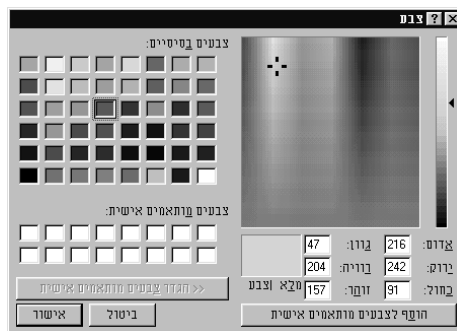 צבע
צבעים בסיסיים:
צבעים מותאמים אישית:
הגדר צבעים מותאמים אישית >>
אישור
ביטול
צבע|מלא
גוון: 47
רוויה: 204
זוהר: 157
אדום: 216
ירוק: 242
כחול: 91
הוסף לצבעים מותאמים אישית